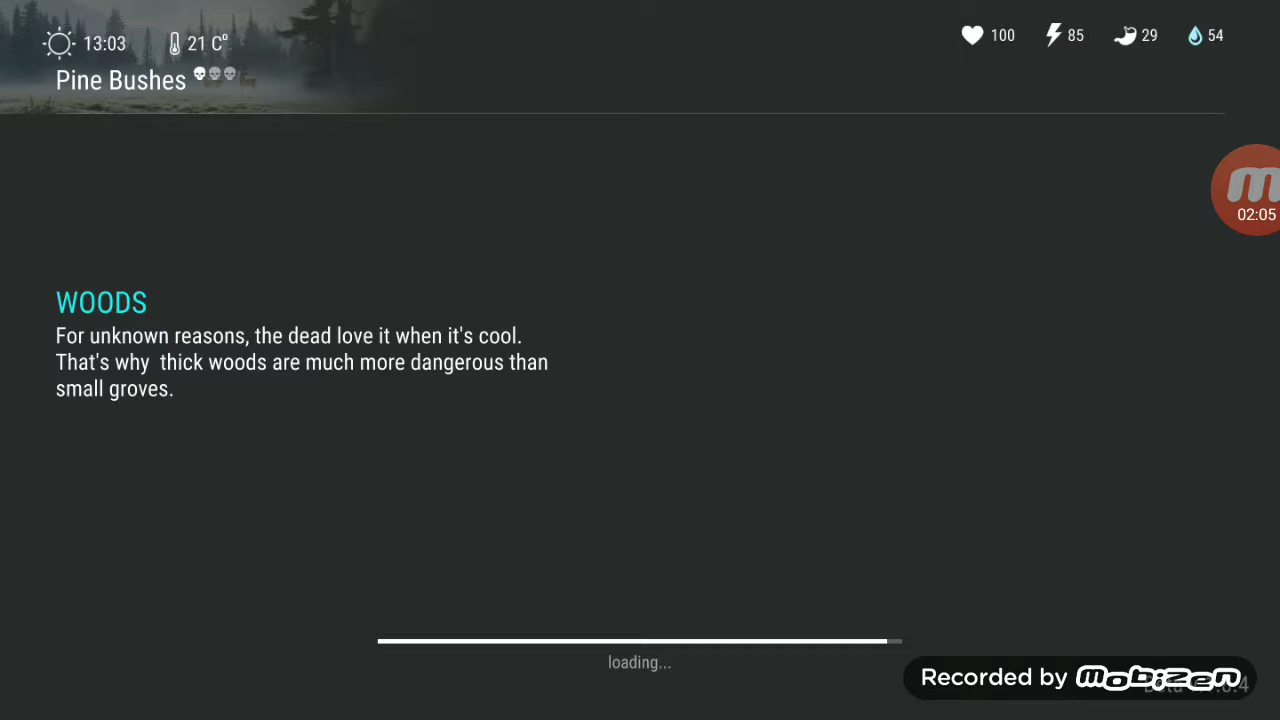 13:03 21 C°
100 85 29 54
Pine Bushes
02:05
WOODS
For unknown reasons, the dead love it when it's cool.
That's why thick woods are much more dangerous than
small groves.
loading...
Recorded by mobizen